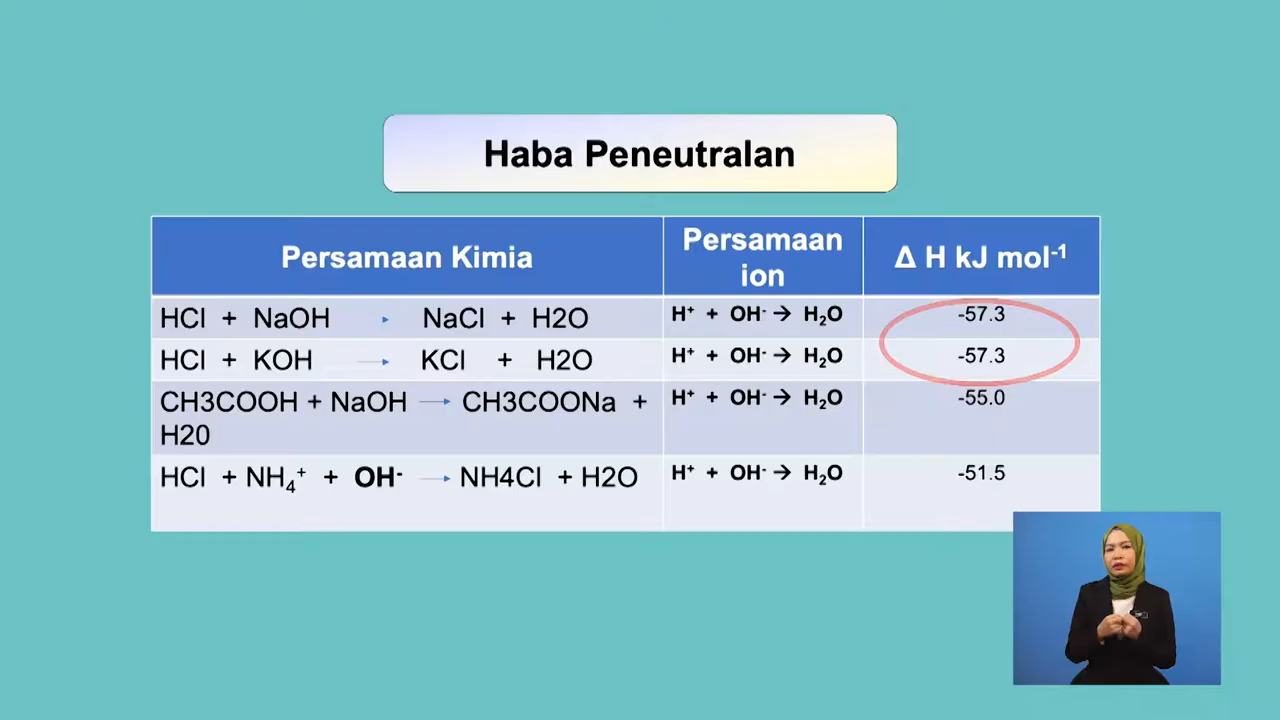 Haba Peneutralan
Persamaan Kimia
Persamaan
ion
Δ H kJ mol⁻¹
HCl + NaOH → NaCl + H2O
H⁺ + OH⁻ → H₂O
-57.3
HCl + KOH → KCl + H2O
H⁺ + OH⁻ → H₂O
-57.3
CH3COOH + NaOH → CH3COONa +
H20
H⁺ + OH⁻ → H₂O
-55.0
HCl + NH₄⁺ + OH⁻ → NH4Cl + H2O
H⁺ + OH⁻ → H₂O
-51.5